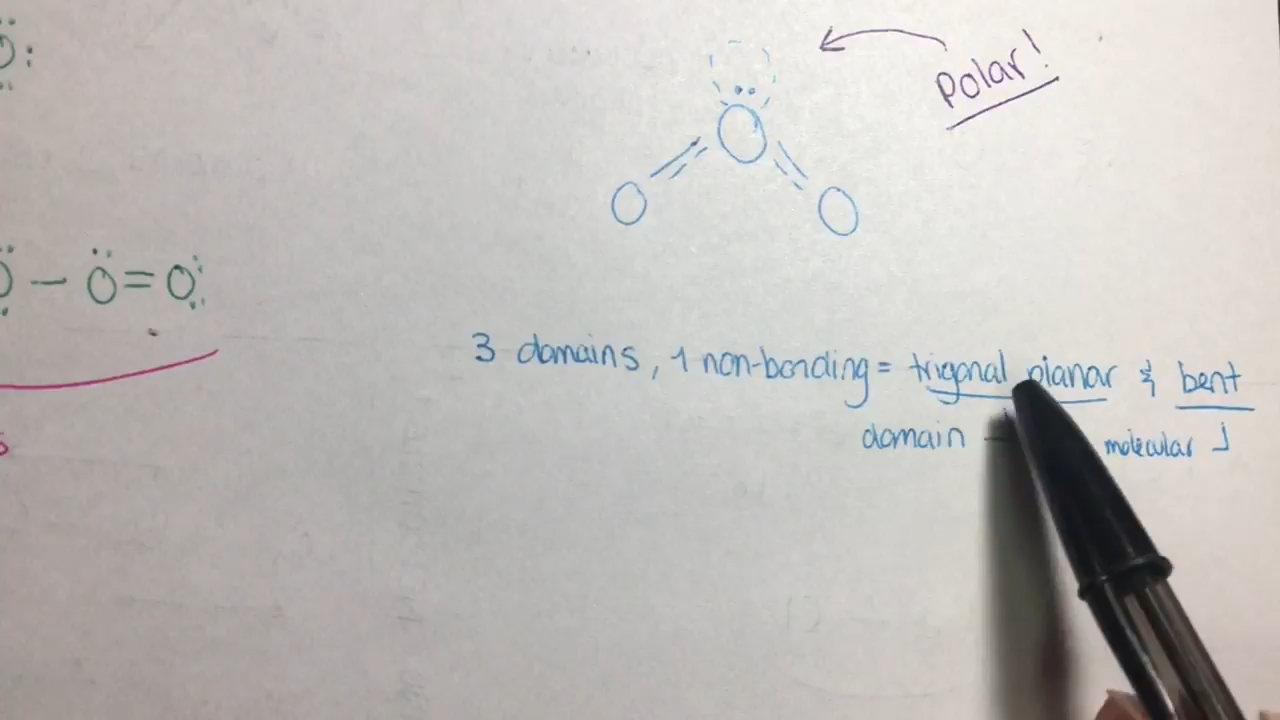 Polar!
O
O O
O – O = O
3 domains, 1 non-bonding = trigonal planar & bent
domain molecular